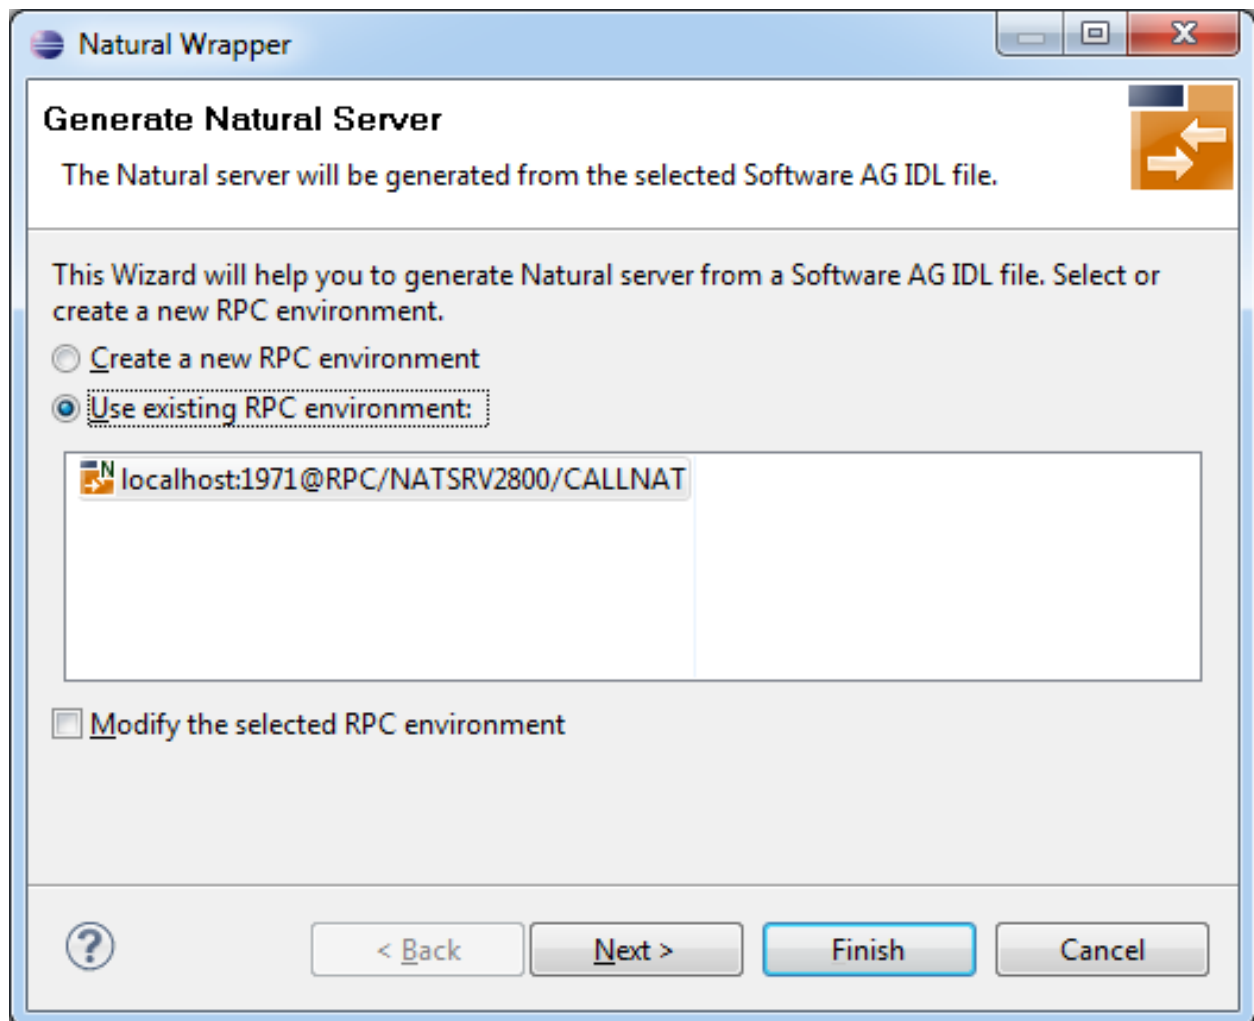 Natural Wrapper
Generate Natural Server
The Natural server will be generated from the selected Software AG IDL file.
This Wizard will help you to generate Natural server from a Software AG IDL file. Select or
create a new RPC environment.
Create a new RPC environment
Use existing RPC environment:
N
localhost:1971@RPC/NATSRV2800/CALLNAT
Modify the selected RPC environment
? < Back Next > Finish Cancel